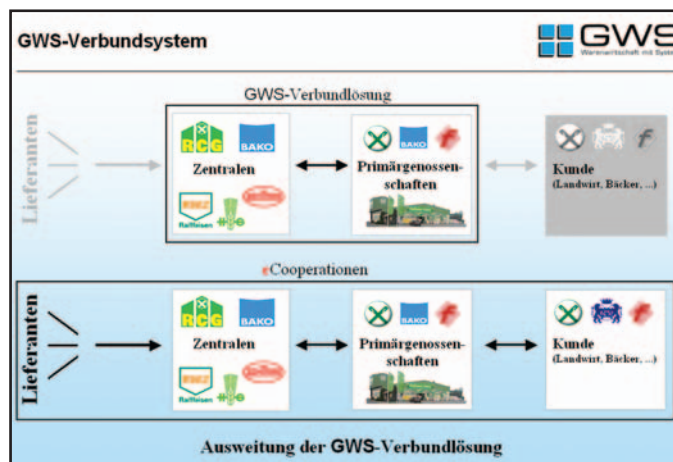 GWS-Verbundsystem
GWS
Warenwirtschaft mit System
GWS-Verbundlösung
Lieferanten
RCG
BAKO
Zentralen
Raiffeisen
BAKO
Primärgenossen-
schaften
Kunde
(Landwirt, Bäcker, ...)
eCooperationen
Lieferanten
RCG
BAKO
Zentralen
Raiffeisen
BAKO
Primärgenossen-
schaften
Kunde
(Landwirt, Bäcker, ...)
Ausweitung der GWS-Verbundlösung